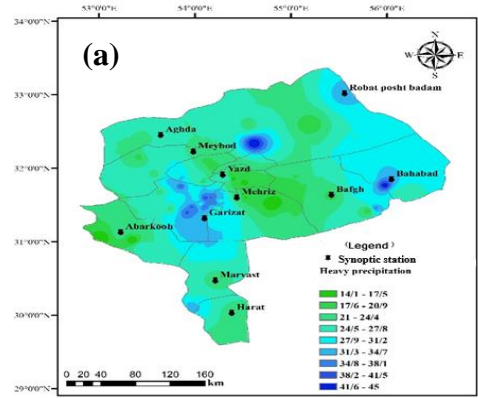 53°0'0"E 54°0'0"E 55°0'0"E 56°0'0"E
34°0'0"N
(a)
N
W E
S
33°0'0"N
Robat posht badam
Aghda
Meybod
32°0'0"N
Yazd
Bahabad
Mehriz
Bafgh
Garizat
Abarkooh
31°0'0"N
(Legend)
Synoptic station
Heavy precipitation
Marvast
14/1 - 17/5
17/6 - 20/9
30°0'0"N
Harat
21 - 24/4
24/5 - 27/8
27/9 - 31/2
31/3 - 34/7
34/8 - 38/1
38/2 - 41/5
41/6 - 45
29°0'0"N
0 20 40 80 120 160
km